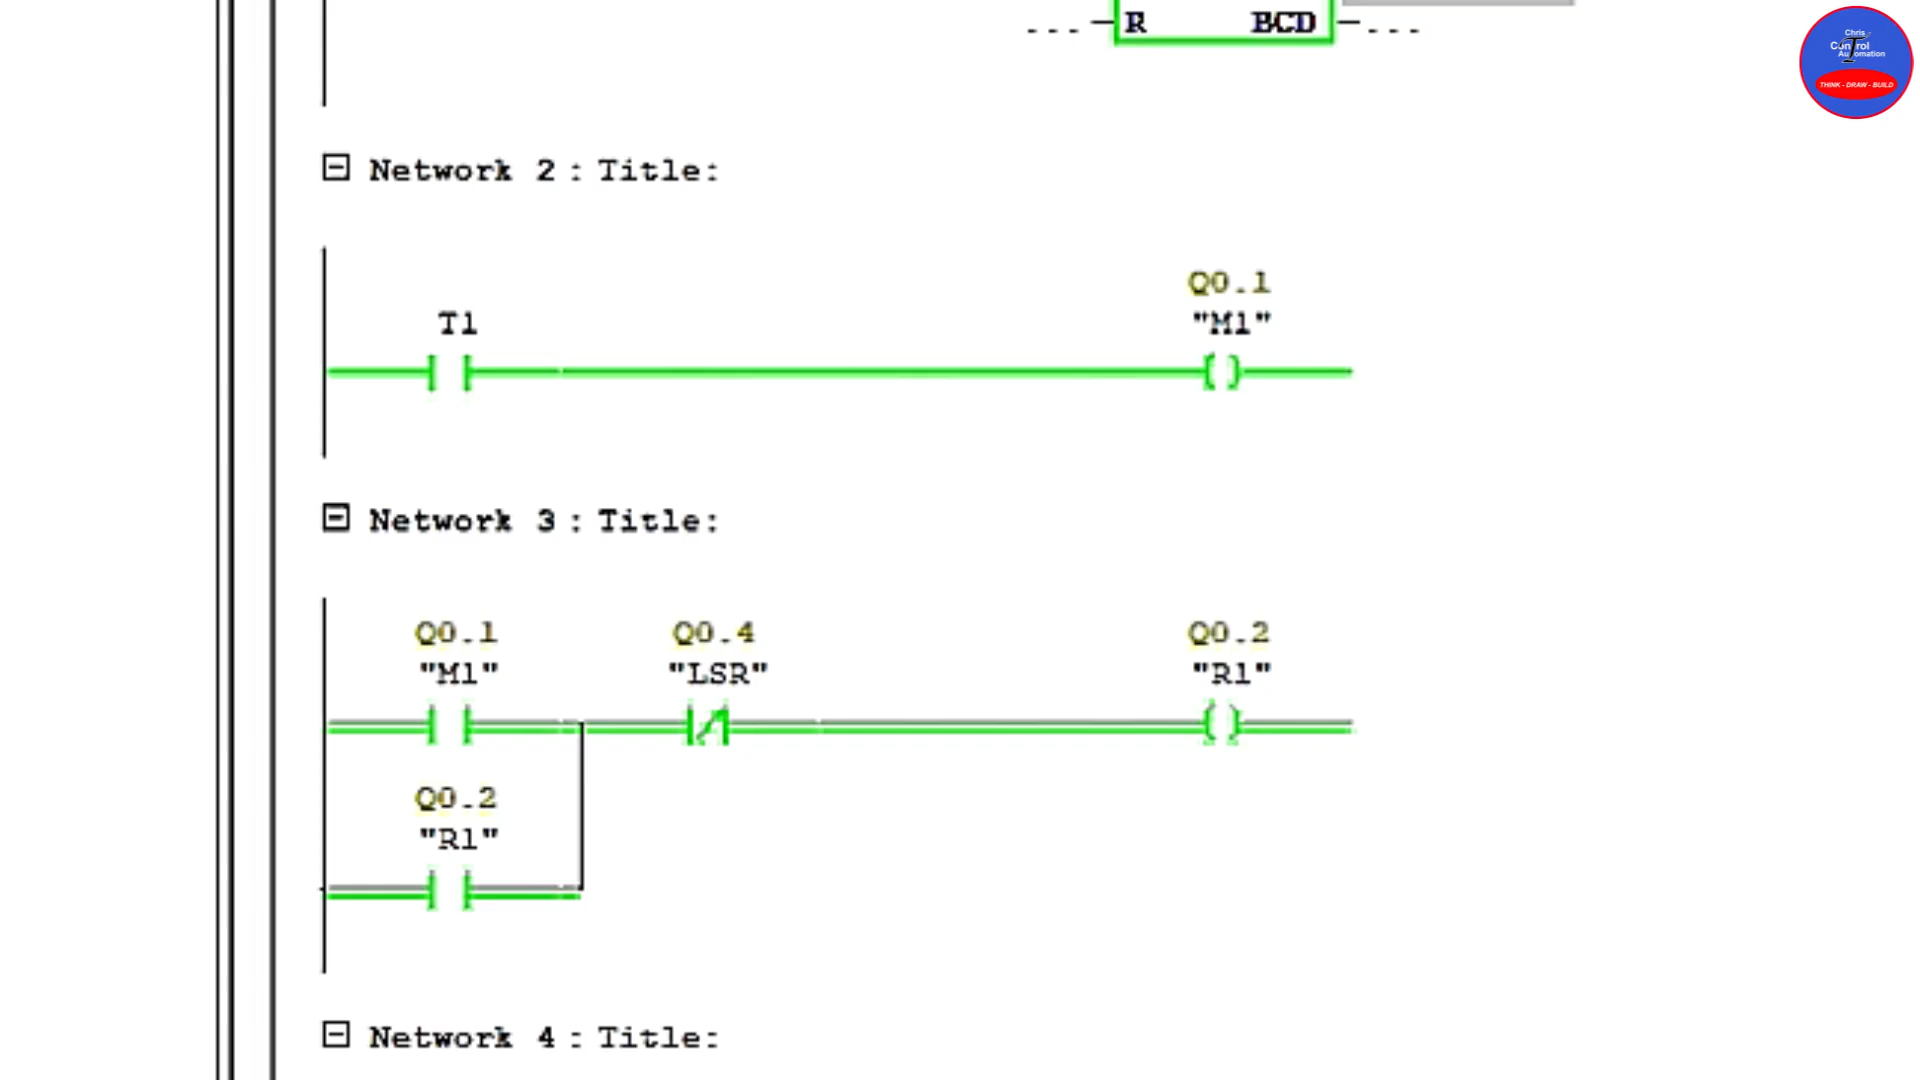 R BCD
Chris
Control
Automation
THINK - DRAW - BUILD
Network 2 : Title:
Q0.1
T1 "M1"
Network 3 : Title:
Q0.1 Q0.4 Q0.2
"M1" "LSR" "R1"
Q0.2
"R1"
Network 4 : Title: